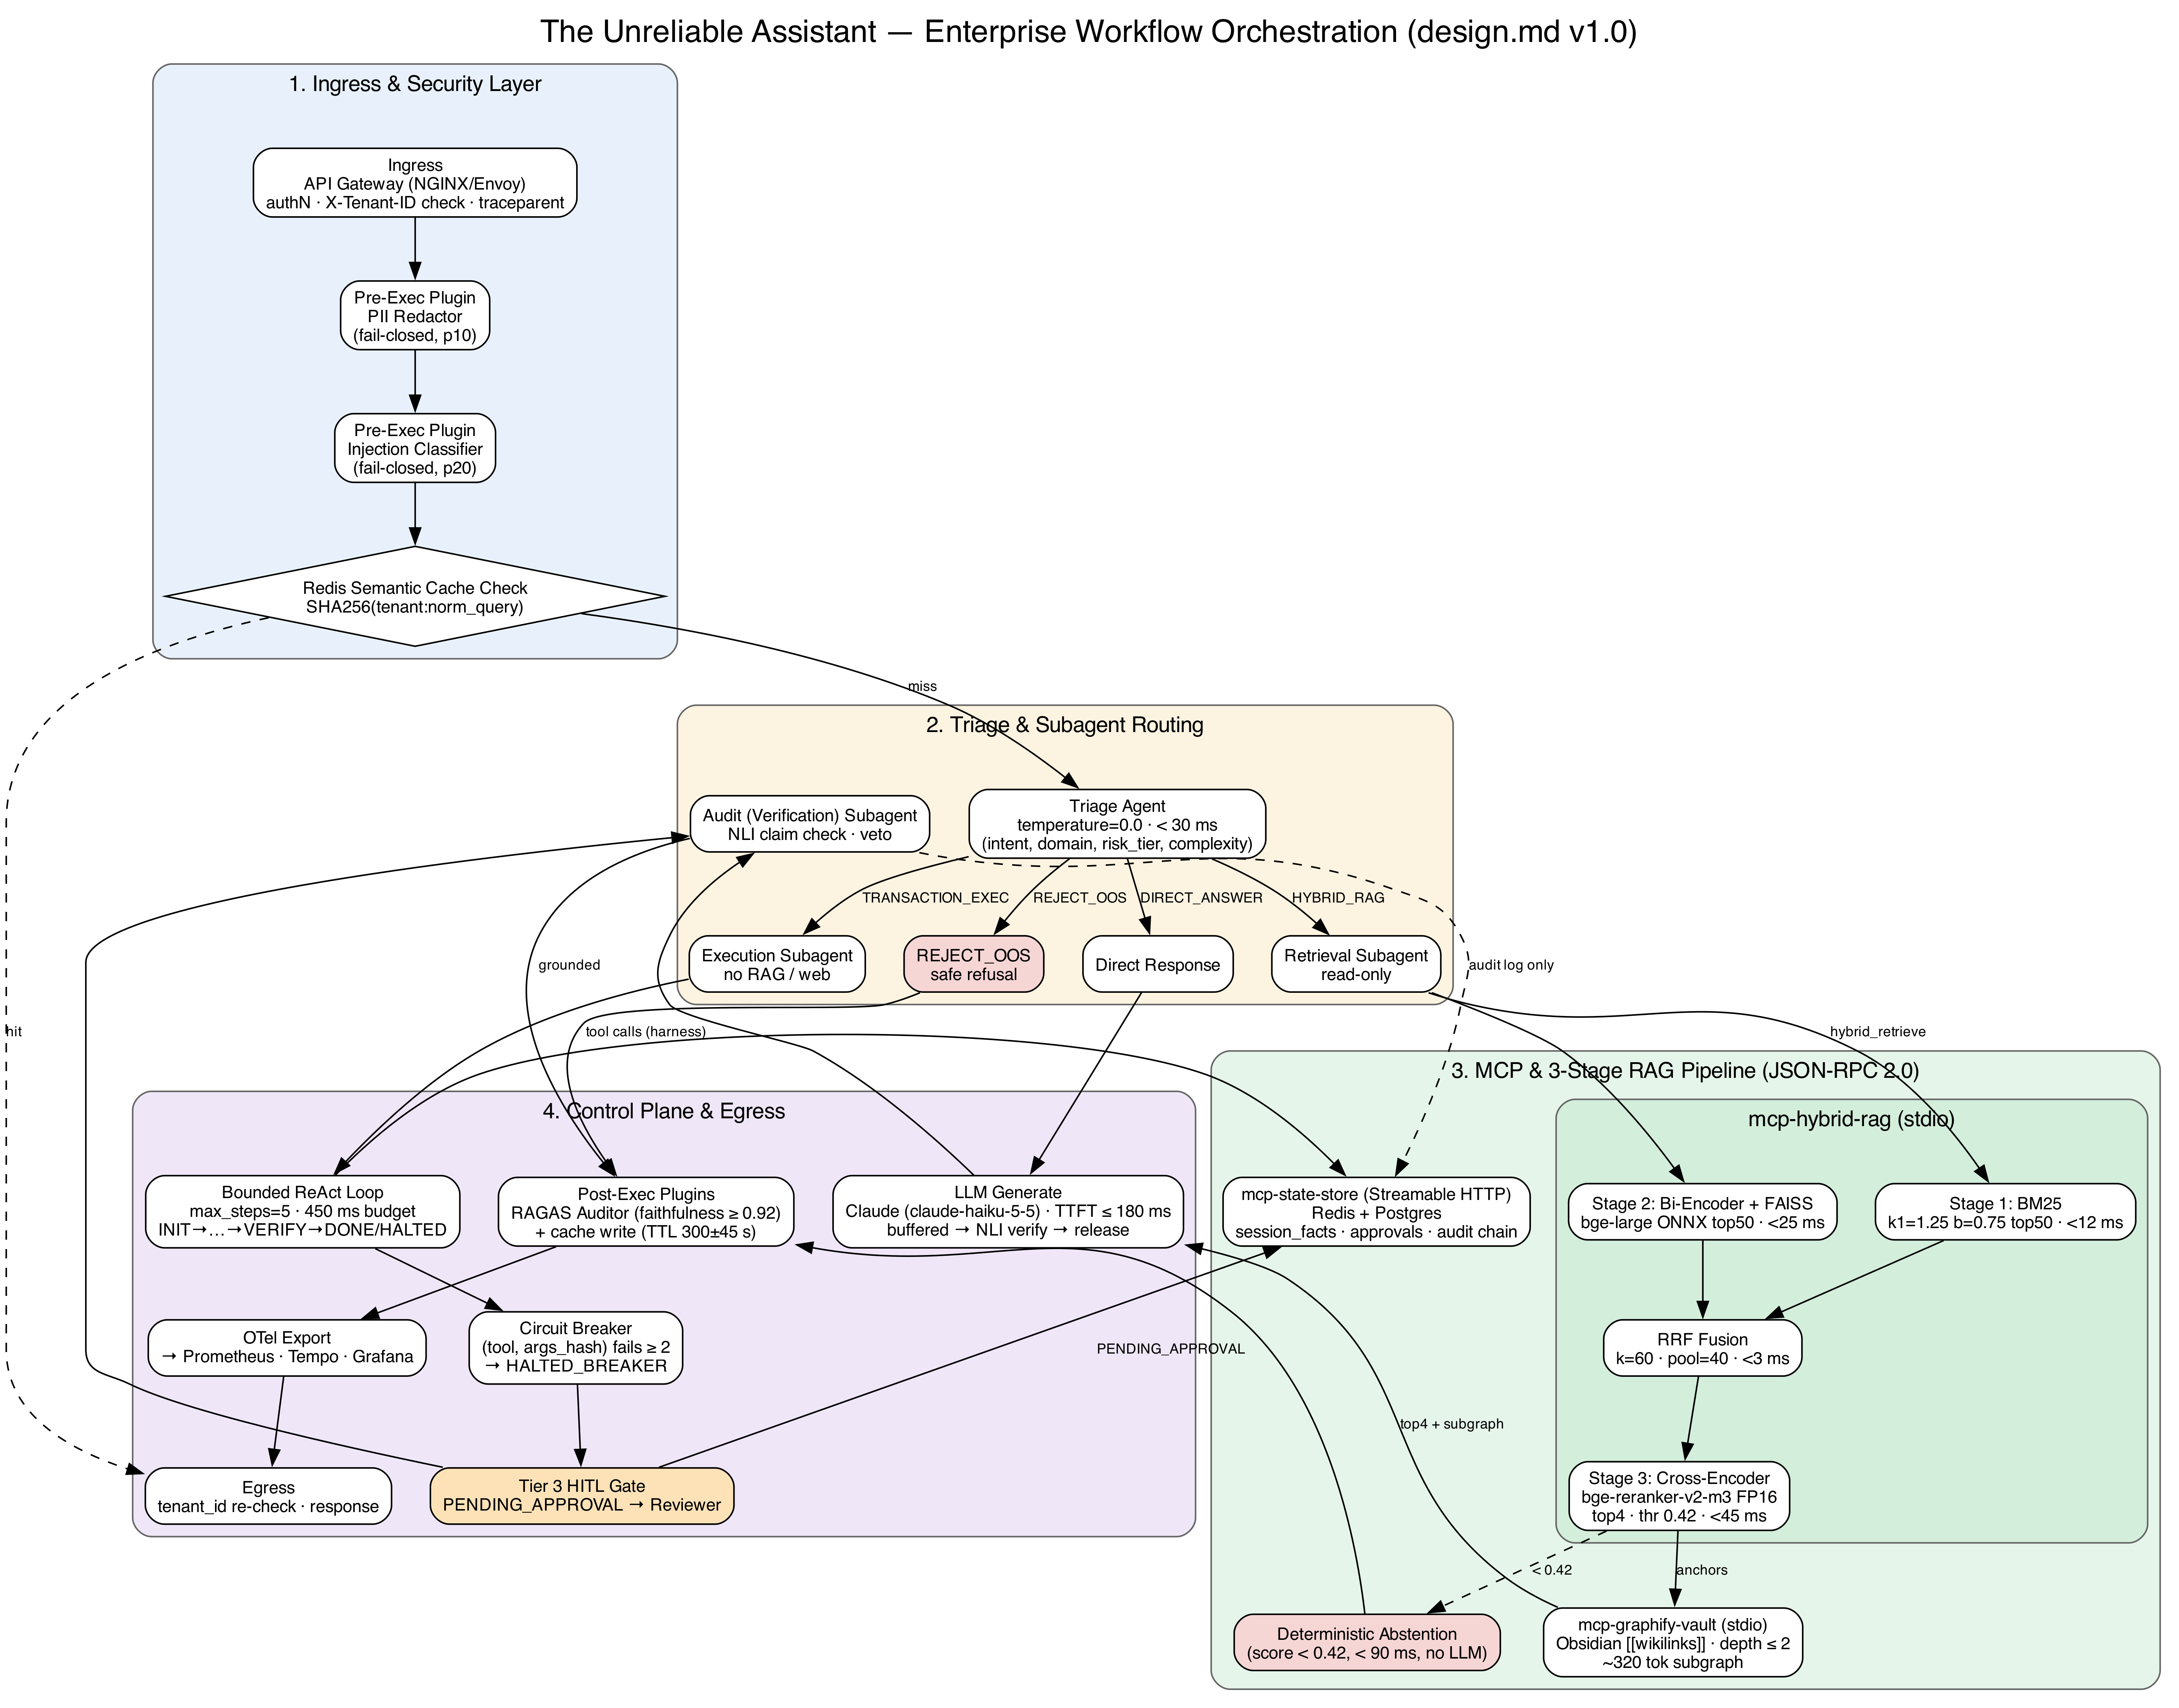 The Unreliable Assistant — Enterprise Workflow Orchestration (design.md v1.0)
1. Ingress & Security Layer
Ingress
API Gateway (NGINX/Envoy)
authN · X-Tenant-ID check · traceparent
Pre-Exec Plugin
PII Redactor
(fail-closed, p10)
Pre-Exec Plugin
Injection Classifier
(fail-closed, p20)
Redis Semantic Cache Check
SHA256(tenant:norm_query)
miss
hit
2. Triage & Subagent Routing
Audit (Verification) Subagent
NLI claim check · veto
Triage Agent
temperature=0.0 · < 30 ms
(intent, domain, risk_tier, complexity)
TRANSACTION_EXEC
REJECT_OOS
DIRECT_ANSWER
HYBRID_RAG
Execution Subagent
no RAG / web
REJECT_OOS
safe refusal
Direct Response
Retrieval Subagent
read-only
grounded
audit log only
tool calls (harness)
hybrid_retrieve
3. MCP & 3-Stage RAG Pipeline (JSON-RPC 2.0)
mcp-hybrid-rag (stdio)
mcp-state-store (Streamable HTTP)
Redis + Postgres
session_facts · approvals · audit chain
Stage 2: Bi-Encoder + FAISS
bge-large ONNX top50 · <25 ms
Stage 1: BM25
k1=1.25 b=0.75 top50 · <12 ms
RRF Fusion
k=60 · pool=40 · <3 ms
Stage 3: Cross-Encoder
bge-reranker-v2-m3 FP16
top4 · thr 0.42 · <45 ms
< 0.42
anchors
Deterministic Abstention
(score < 0.42, < 90 ms, no LLM)
mcp-graphify-vault (stdio)
Obsidian [[wikilinks]] · depth ≤ 2
~320 tok subgraph
top4 + subgraph
PENDING_APPROVAL
4. Control Plane & Egress
Bounded ReAct Loop
max_steps=5 · 450 ms budget
INIT→…→VERIFY→DONE/HALTED
Post-Exec Plugins
RAGAS Auditor (faithfulness ≥ 0.92)
+ cache write (TTL 300±45 s)
LLM Generate
Claude (claude-haiku-5-5) · TTFT ≤ 180 ms
buffered → NLI verify → release
OTel Export
→ Prometheus · Tempo · Grafana
Circuit Breaker
(tool, args_hash) fails ≥ 2
→ HALTED_BREAKER
Egress
tenant_id re-check · response
Tier 3 HITL Gate
PENDING_APPROVAL → Reviewer